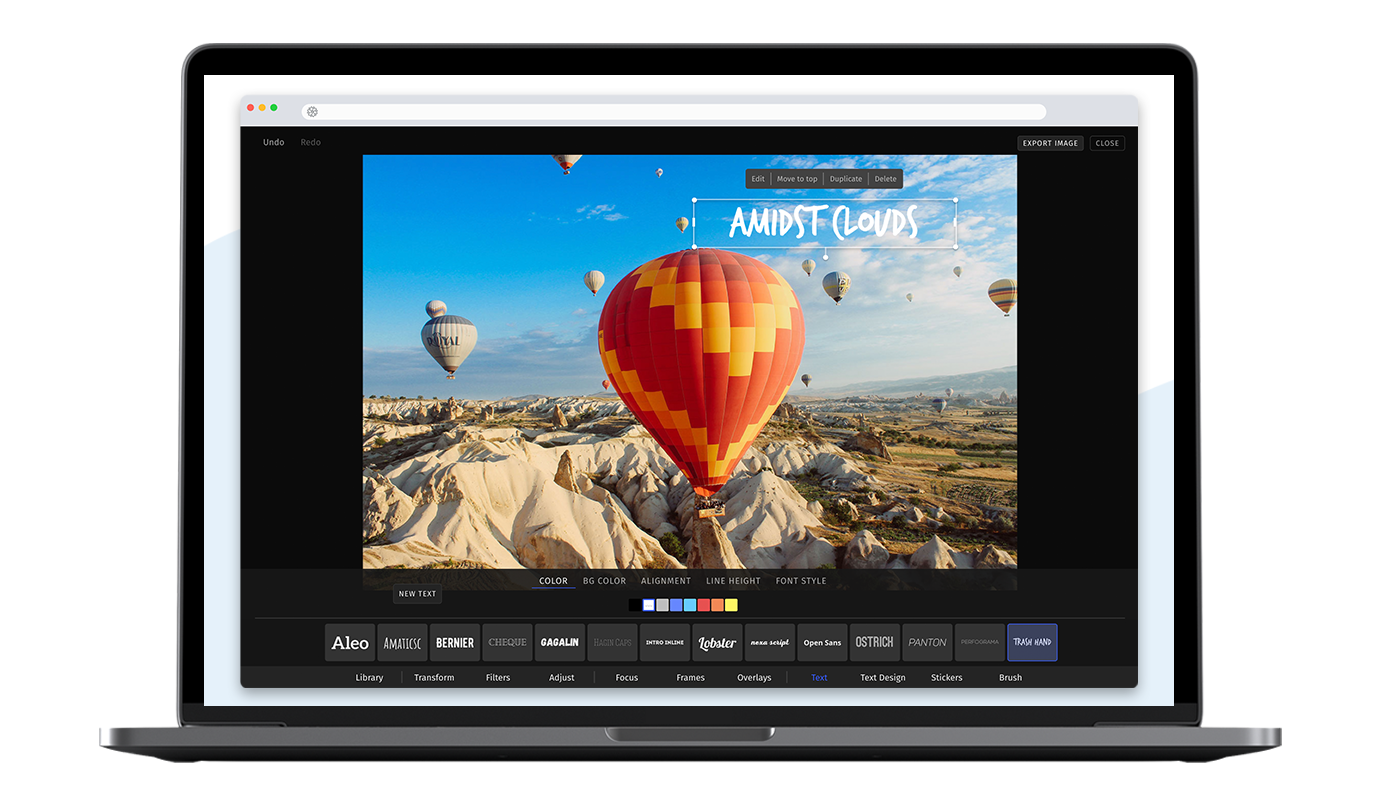 Undo Redo
EXPORT IMAGE CLOSE
Edit Move to top Duplicate Delete
AMIDST CLOUDS
COLOR BG COLOR ALIGNMENT LINE HEIGHT FONT STYLE
NEW TEXT
Aleo AMATICSC BERNIER CHEQUE GAGALIN HAGIN CAPS INTRO INLINE Lobster nexa script Open Sans OSTRICH PANTON PERFOGRAMA TRASH HAND
Library Transform Filters Adjust Focus Frames Overlays Text Text Design Stickers Brush